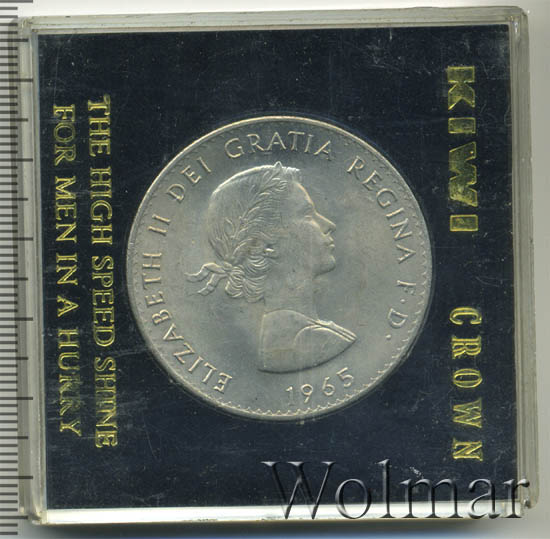 KIWI CROWN
ELIZABETH II DEI GRATIA REGINA F.D.
1965
THE HIGH SPEED SHINE
FOR MEN IN A HURRY
Wolmar